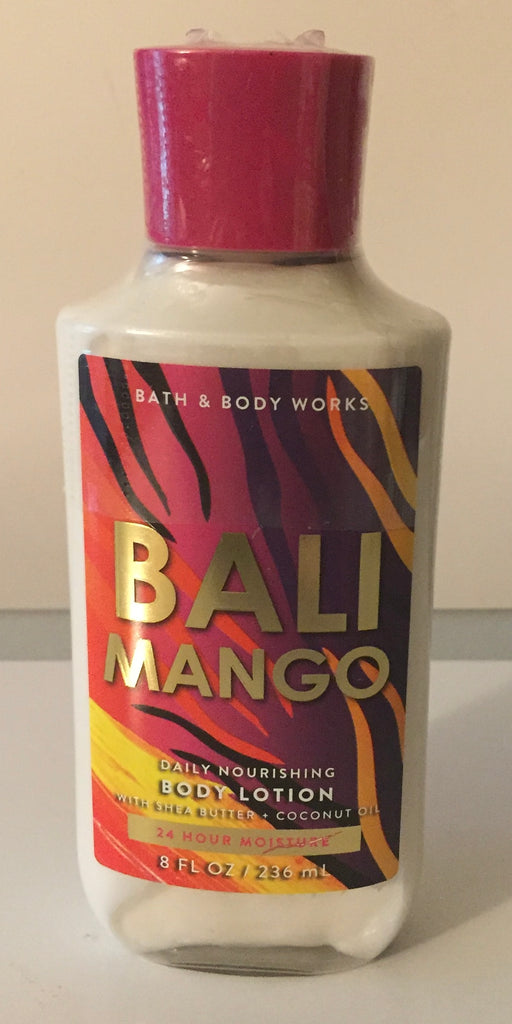 BATH & BODY WORKS
BALI
MANGO
DAILY NOURISHING
BODY LOTION
WITH SHEA BUTTER + COCONUT OIL
24 HOUR MOISTURE
8 FL OZ / 236 mL